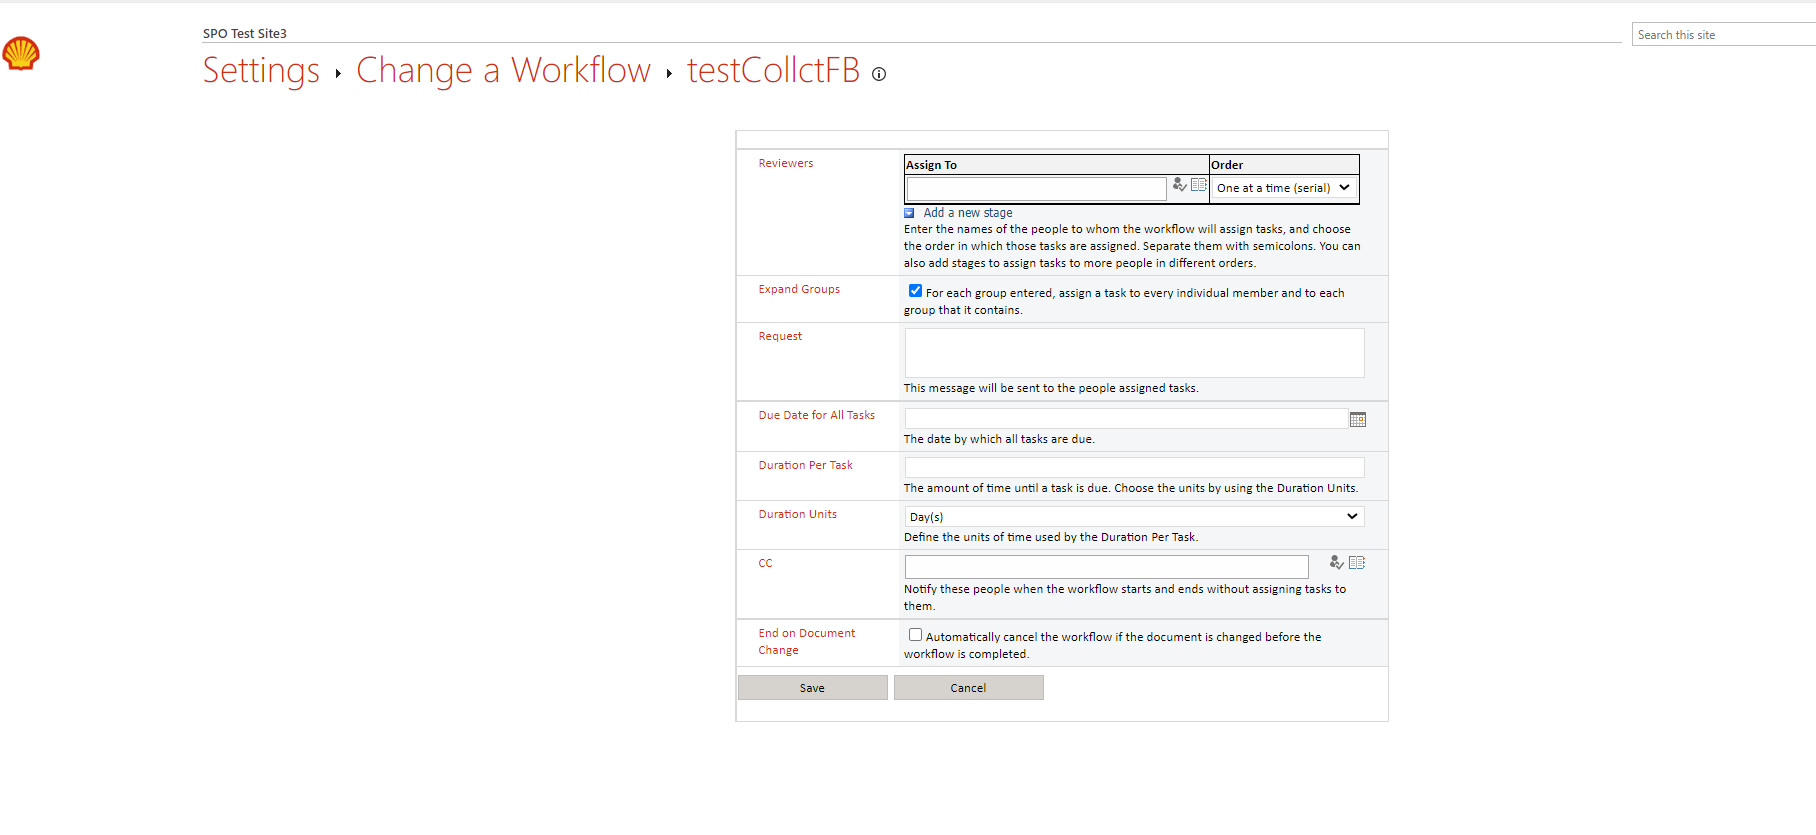 SPO Test Site3
Search this site
Settings ▸ Change a Workflow ▸ testCollctFB
Reviewers
Assign To
Order
One at a time (serial)
Add a new stage
Enter the names of the people to whom the workflow will assign tasks, and choose
the order in which those tasks are assigned. Separate them with semicolons. You can
also add stages to assign tasks to more people in different orders.
Expand Groups
For each group entered, assign a task to every individual member and to each
group that it contains.
Request
This message will be sent to the people assigned tasks.
Due Date for All Tasks
The date by which all tasks are due.
Duration Per Task
The amount of time until a task is due. Choose the units by using the Duration Units.
Duration Units
Day(s)
Define the units of time used by the Duration Per Task.
CC
Notify these people when the workflow starts and ends without assigning tasks to
them.
End on Document
Change
Automatically cancel the workflow if the document is changed before the
workflow is completed.
Save
Cancel